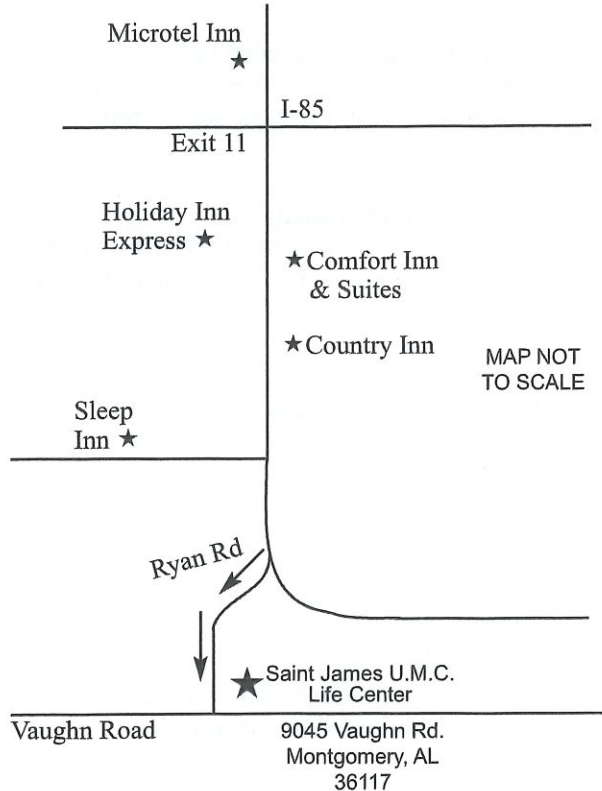 Microtel Inn
I-85
Exit 11
Holiday Inn
Express
Comfort Inn
& Suites
Country Inn
MAP NOT
TO SCALE
Sleep
Inn
Ryan Rd
Saint James U.M.C.
Life Center
Vaughn Road
9045 Vaughn Rd.
Montgomery, AL
36117